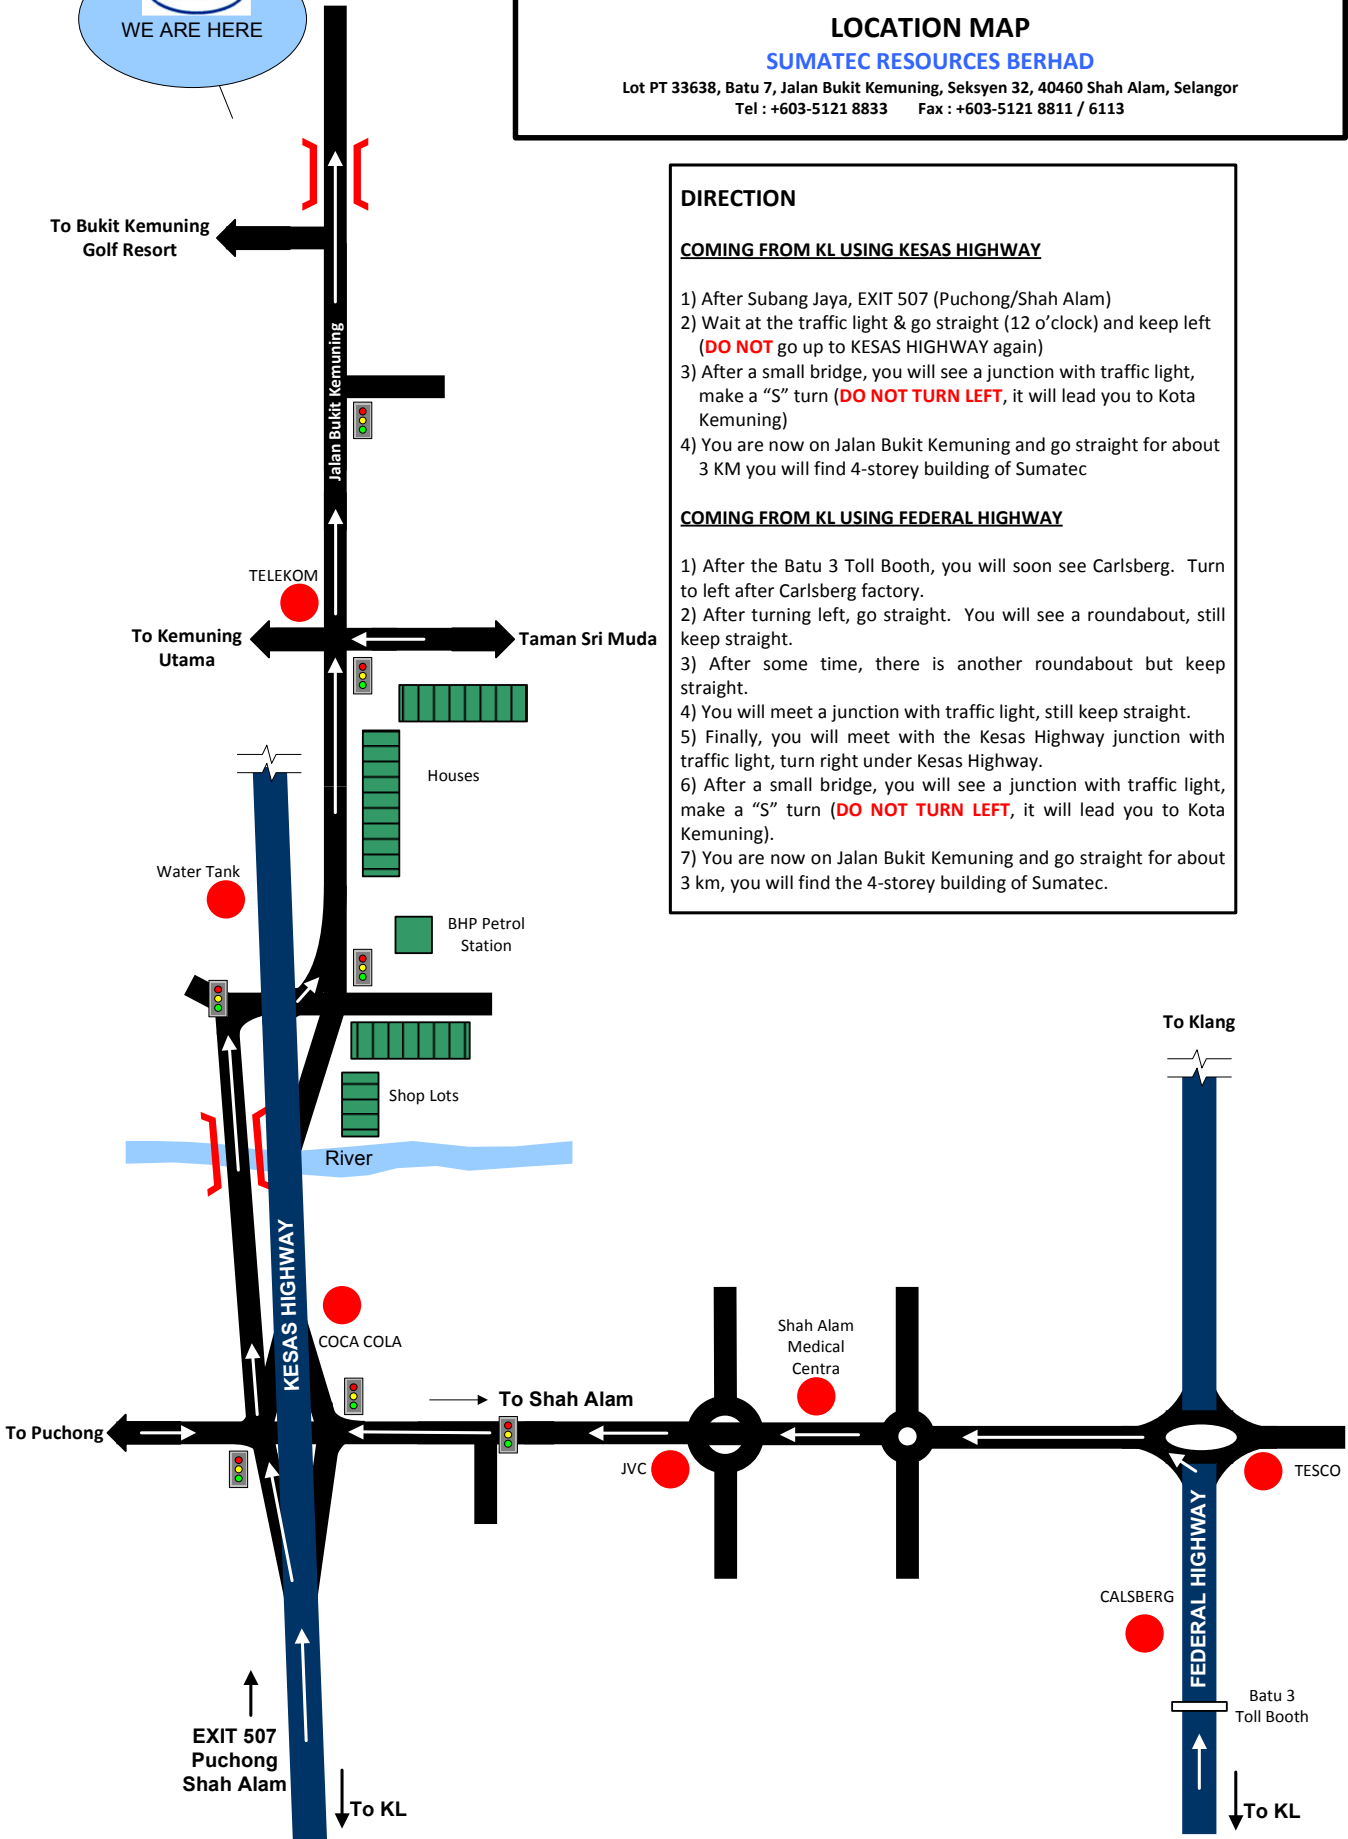 WE ARE HERE
LOCATION MAP
SUMATEC RESOURCES BERHAD
Lot PT 33638, Batu 7, Jalan Bukit Kemuning, Seksyen 32, 40460 Shah Alam, Selangor
Tel : +603-5121 8833 Fax : +603-5121 8811 / 6113
DIRECTION
COMING FROM KL USING KESAS HIGHWAY
1) After Subang Jaya, EXIT 507 (Puchong/Shah Alam)
2) Wait at the traffic light & go straight (12 o’clock) and keep left
(DO NOT go up to KESAS HIGHWAY again)
3) After a small bridge, you will see a junction with traffic light,
make a “S” turn (DO NOT TURN LEFT, it will lead you to Kota
Kemuning)
4) You are now on Jalan Bukit Kemuning and go straight for about
3 KM you will find 4-storey building of Sumatec
COMING FROM KL USING FEDERAL HIGHWAY
1) After the Batu 3 Toll Booth, you will soon see Carlsberg. Turn
to left after Carlsberg factory.
2) After turning left, go straight. You will see a roundabout, still
keep straight.
3) After some time, there is another roundabout but keep
straight.
4) You will meet a junction with traffic light, still keep straight.
5) Finally, you will meet with the Kesas Highway junction with
traffic light, turn right under Kesas Highway.
6) After a small bridge, you will see a junction with traffic light,
make a “S” turn (DO NOT TURN LEFT, it will lead you to Kota
Kemuning).
7) You are now on Jalan Bukit Kemuning and go straight for about
3 km, you will find the 4-storey building of Sumatec.
To Bukit Kemuning
Golf Resort
Jalan Bukit Kemuning
TELEKOM
To Kemuning
Utama
Taman Sri Muda
Houses
Water Tank
BHP Petrol
Station
Shop Lots
River
KESAS HIGHWAY
COCA COLA
To Shah Alam
To Puchong
JVC
Shah Alam
Medical
Centra
To Klang
TESCO
CALSBERG
FEDERAL HIGHWAY
Batu 3
Toll Booth
EXIT 507
Puchong
Shah Alam
To KL
To KL